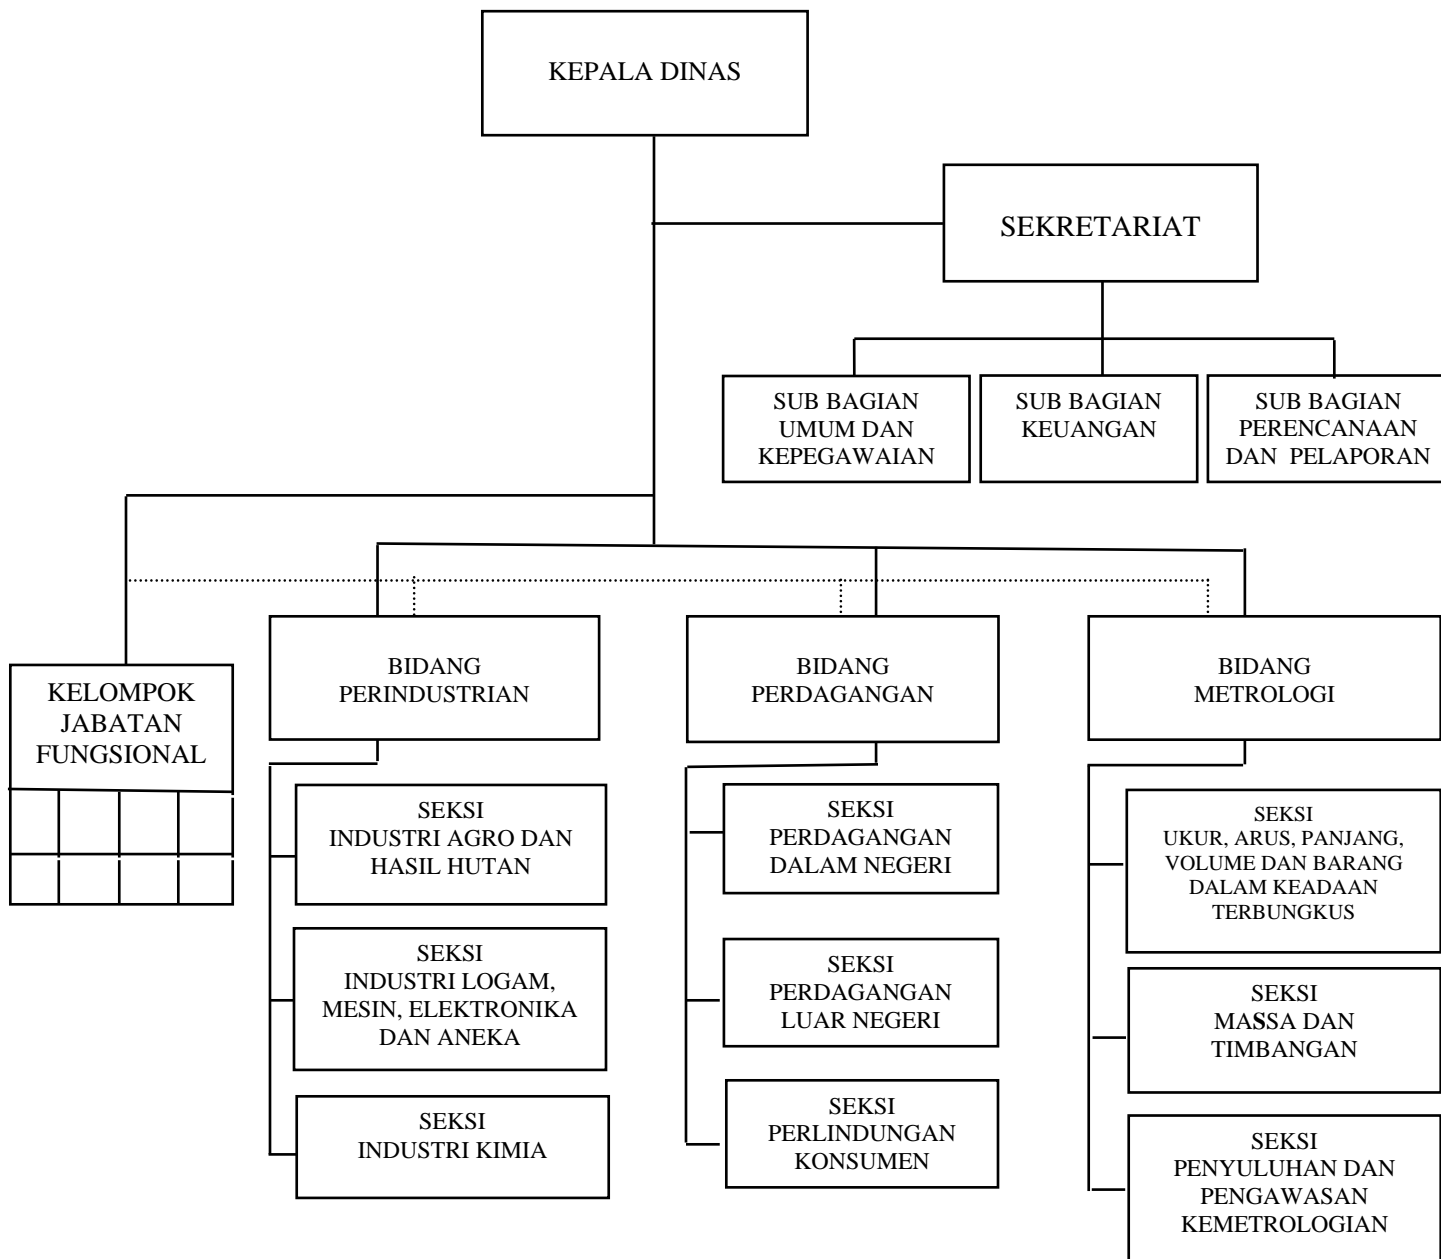 KEPALA DINAS
SEKRETARIAT
SUB BAGIAN
UMUM DAN
KEPEGAWAIAN
SUB BAGIAN
KEUANGAN
SUB BAGIAN
PERENCANAAN
DAN PELAPORAN
KELOMPOK
JABATAN
FUNGSIONAL
BIDANG
PERINDUSTRIAN
SEKSI
INDUSTRI AGRO DAN
HASIL HUTAN
SEKSI
INDUSTRI LOGAM,
MESIN, ELEKTRONIKA
DAN ANEKA
SEKSI
INDUSTRI KIMIA
BIDANG
PERDAGANGAN
SEKSI
PERDAGANGAN
DALAM NEGERI
SEKSI
PERDAGANGAN
LUAR NEGERI
SEKSI
PERLINDUNGAN
KONSUMEN
BIDANG
METROLOGI
SEKSI
UKUR, ARUS, PANJANG,
VOLUME DAN BARANG
DALAM KEADAAN
TERBUNGKUS
SEKSI
MASSA DAN
TIMBANGAN
SEKSI
PENYULUHAN DAN
PENGAWASAN
KEMETROLOGIAN